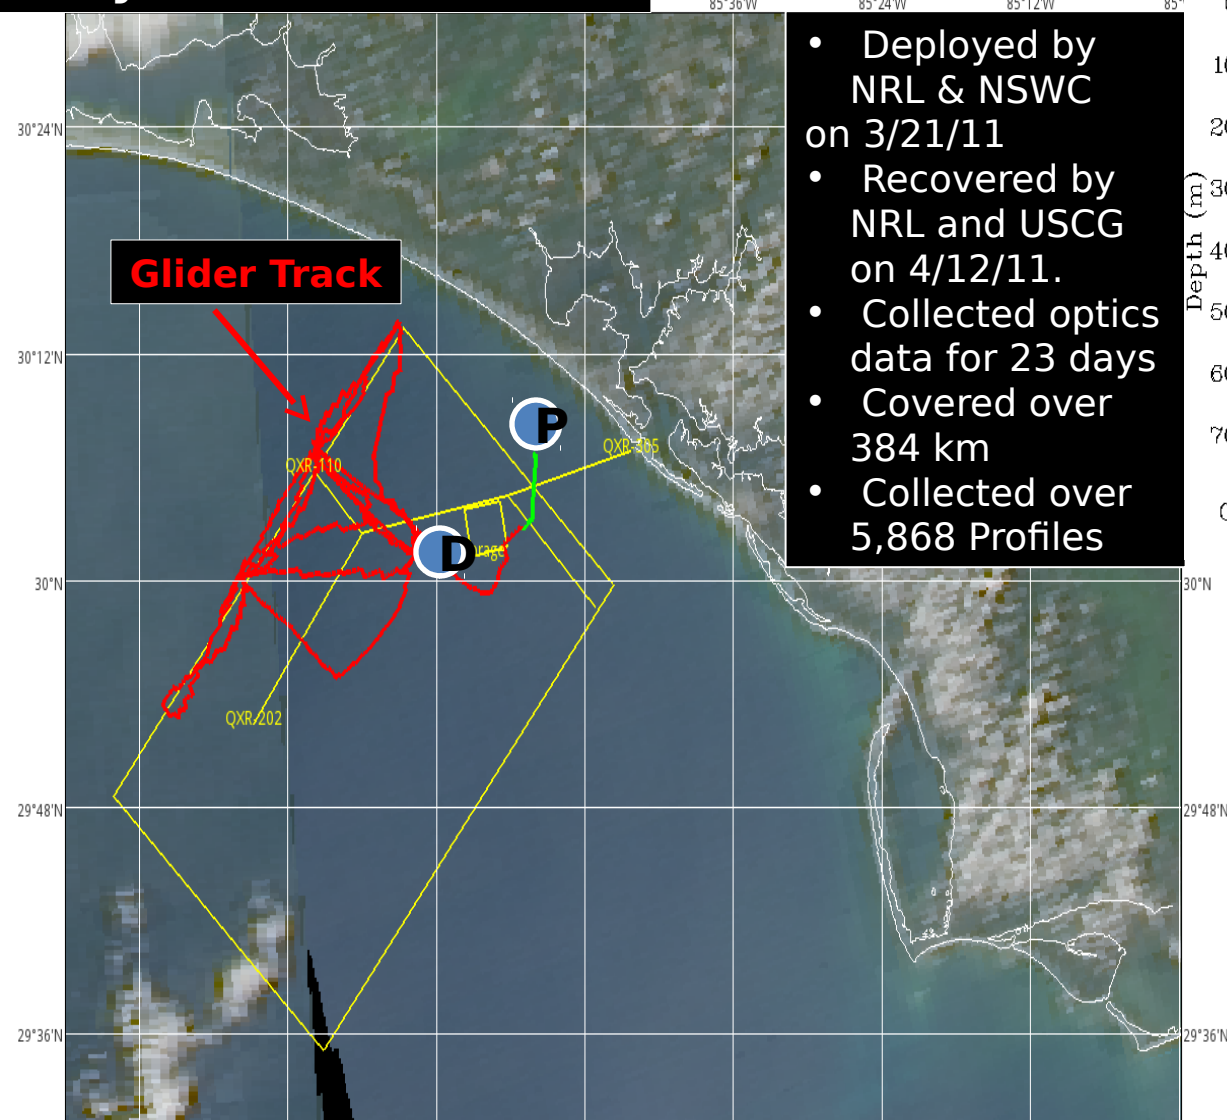 85°36'W
85°24'W
85°12'W
• Deployed by
NRL & NSWC
on 3/21/11
• Recovered by
NRL and USCG
on 4/12/11.
• Collected optics
data for 23 days
• Covered over
384 km
• Collected over
5,868 Profiles
Depth (m)
30°24'N
Glider Track
30°12'N
P
QXR-305
QXR-110
D
30°N
30°N
QXR-202
29°48'N
29°48'N
29°36'N
29°36'N